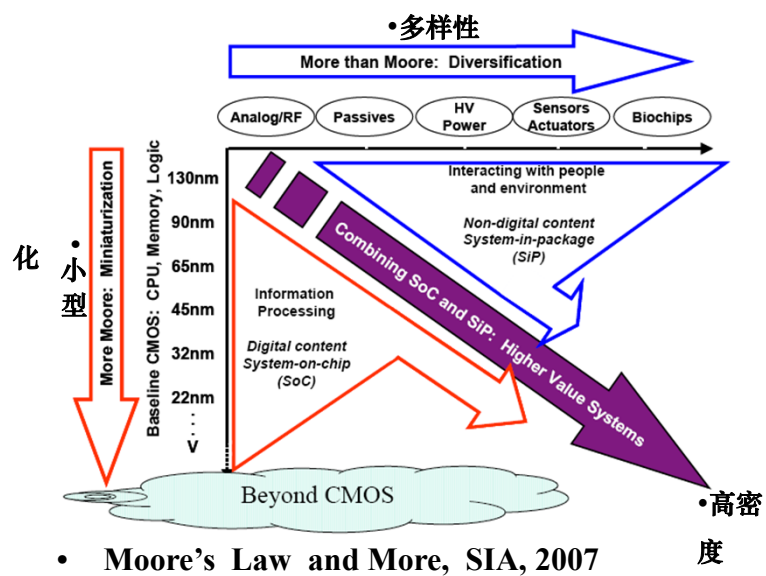 •多样性
More than Moore: Diversification
Analog/RF
Passives
HV
Power
Sensors
Actuators
Biochips
•小型
化
More Moore: Miniaturization
Baseline CMOS: CPU, Memory, Logic
130nm
90nm
65nm
45nm
32nm
22nm
.
.
.
V
Interacting with people
and environment
Non-digital content
System-in-package
(SiP)
Combining SoC and SiP: Higher Value Systems
Information
Processing
Digital content
System-on-chip
(SoC)
Beyond CMOS
•高密
度
• Moore's Law and More, SIA, 2007